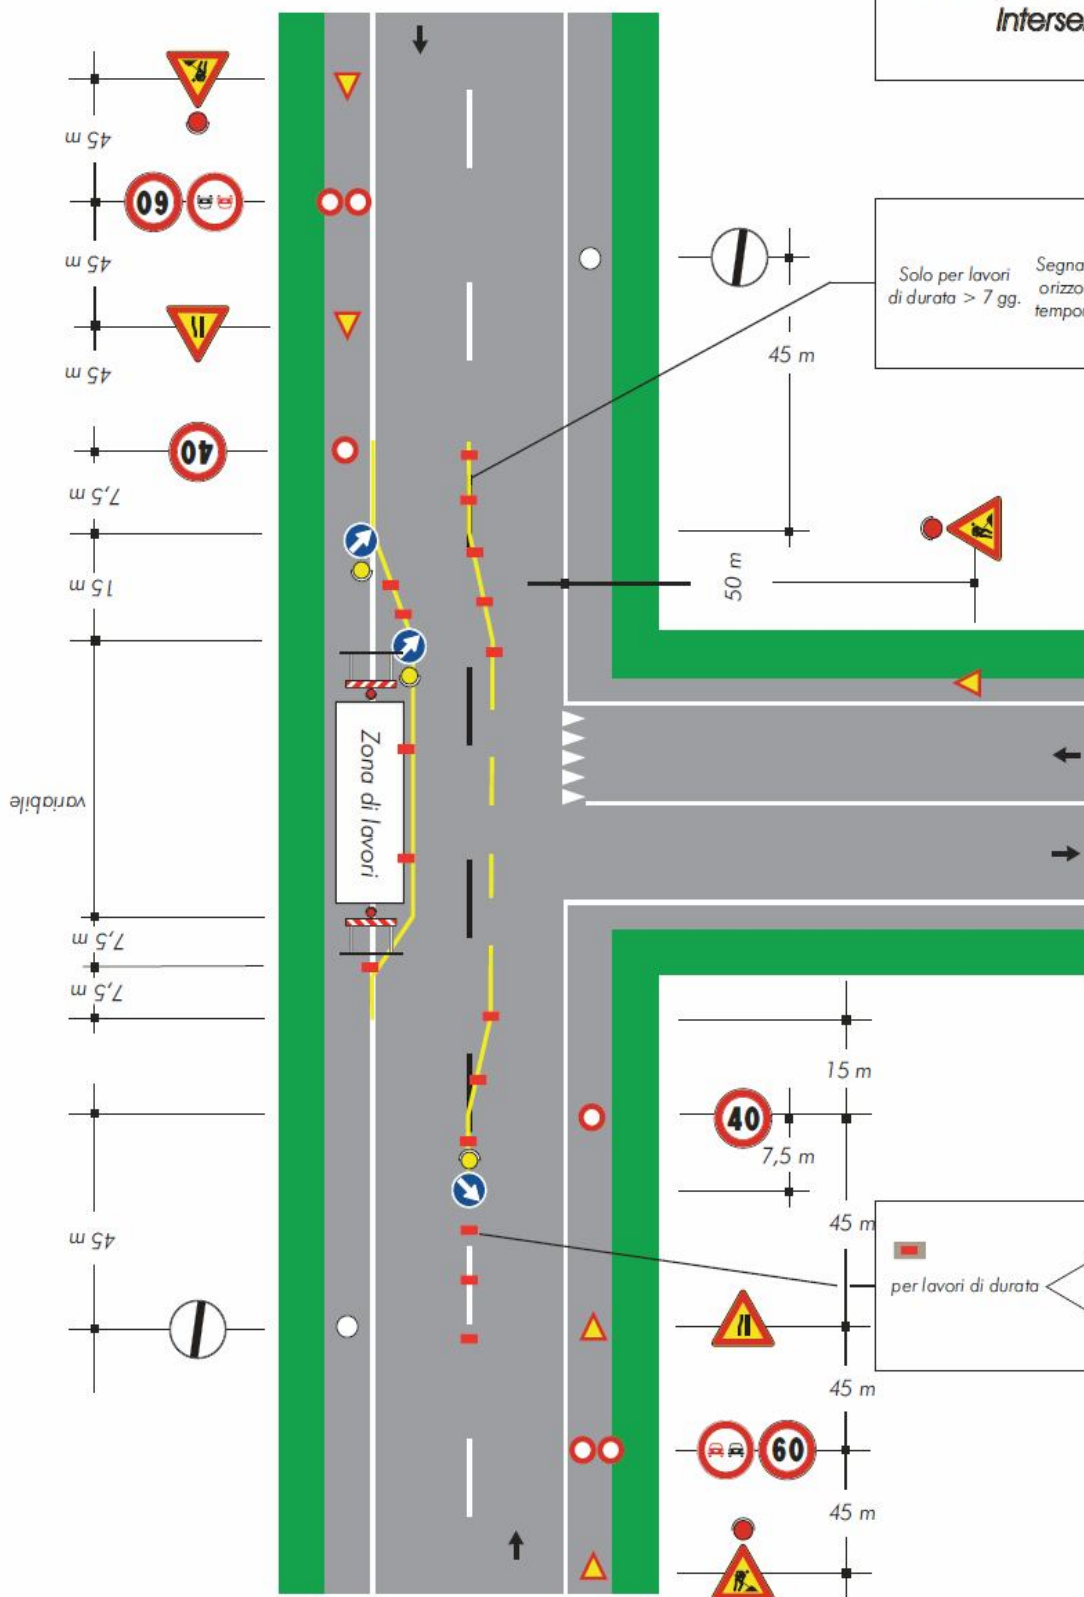 Interse
45 m
60
45 m
45 m
40
7,5 m
15 m
variabile
7,5 m
7,5 m
45 m
Zona di lavori
45 m
50 m
Solo per lavori
di durata > 7 gg.
Segna
orizzo
tempor
15 m
40
7,5 m
45 m
per lavori di durata
45 m
60
45 m